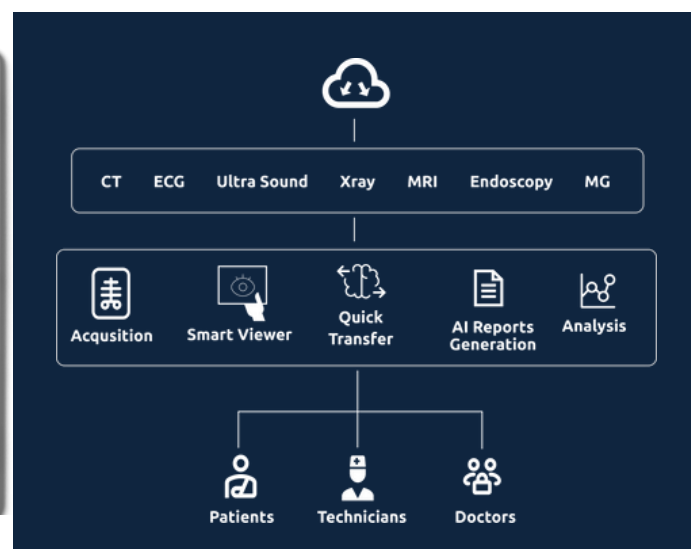 CT ECG Ultra Sound Xray MRI Endoscopy MG
Acqusition Smart Viewer Quick Transfer AI Reports Generation Analysis
Patients Technicians Doctors